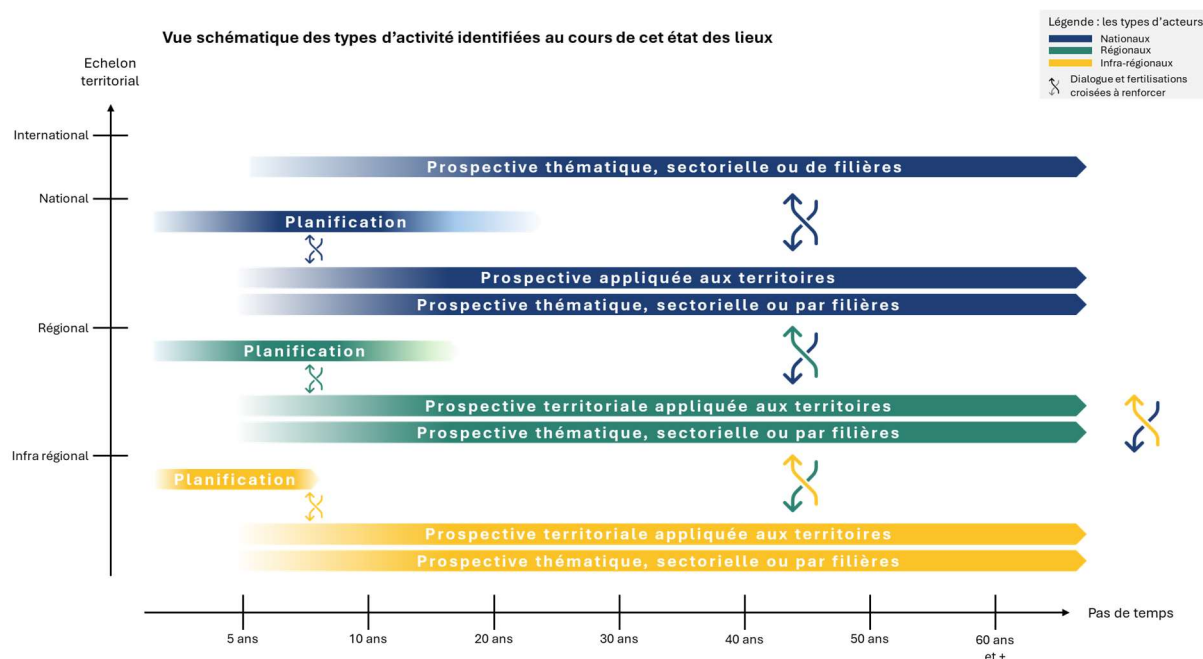 Légende : les types d'acteurs
Nationaux
Régionaux
Infra-régionaux
Dialogue et fertilisations
croisées à renforcer
Vue schématique des types d'activité identifiées au cours de cet état des lieux
Echelon
territorial
International
Prospective thématique, sectorielle ou de filières
National
Planification
Prospective appliquée aux territoires
Prospective thématique, sectorielle ou par filières
Régional
Planification
Prospective territoriale appliquée aux territoires
Prospective thématique, sectorielle ou par filières
Infra régional
Planification
Prospective territoriale appliquée aux territoires
Prospective thématique, sectorielle ou par filières
Pas de temps
5 ans
10 ans
20 ans
30 ans
40 ans
50 ans
60 ans
et +